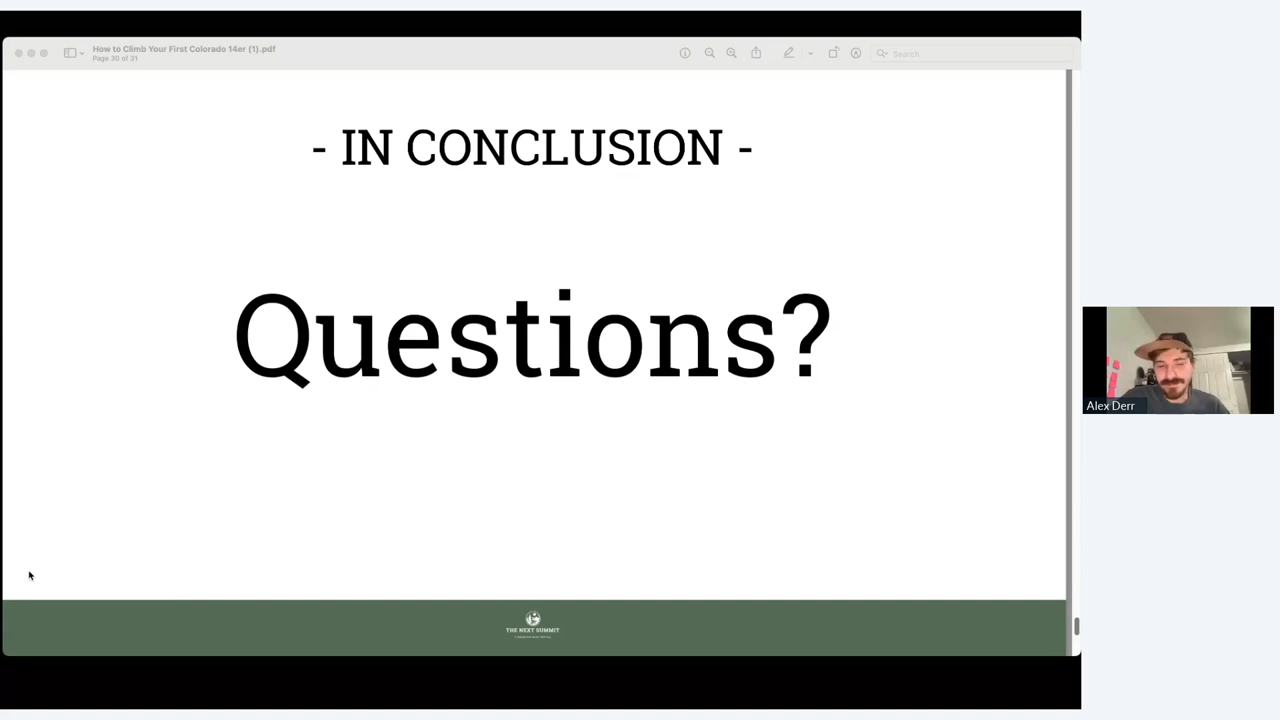 How to Climb Your First Colorado 14er (1).pdf
Page 30 of 31
Search
- IN CONCLUSION -
Questions?
Alex Derr
THE NEXT SUMMIT